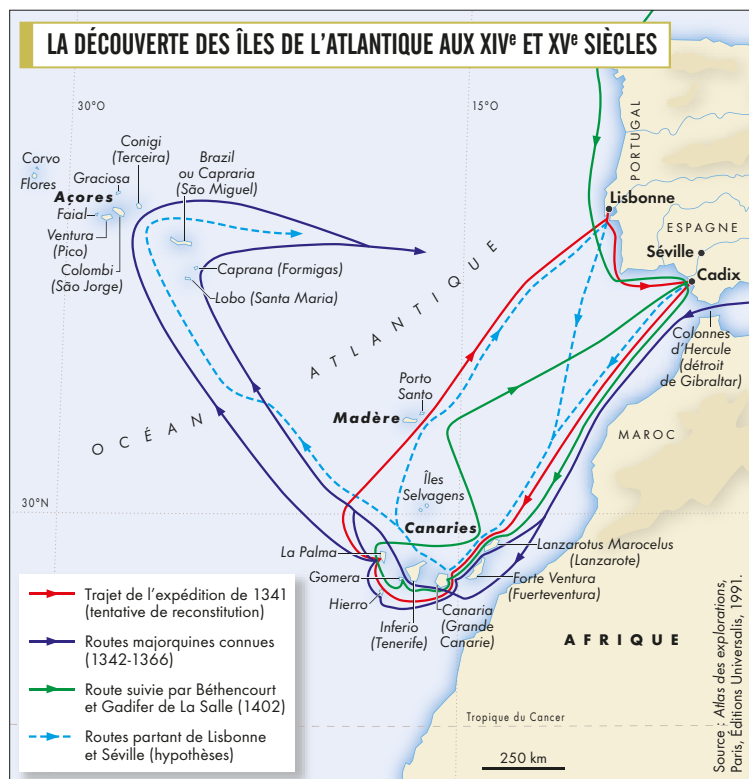 LA DÉCOUVERTE DES ÎLES DE L'ATLANTIQUE AUX XIVe ET XVe SIÈCLES
30°O
15°O
PORTUGAL
Corvo
Flores
Graciosa
Conigi
(Terceira)
Brazil
ou Capraria
(São Miguel)
Açores
Faial
Ventura
(Pico)
Colombi
(São Jorge)
Caprana (Formigas)
Lobo (Santa Maria)
Lisbonne
ESPAGNE
Séville
Cadix
Colonnes
d'Hercule
(détroit
de Gibraltar)
OCÉAN ATLANTIQUE
Porto
Santo
Madère
MAROC
Îles
Selvagens
30°N
Canaries
La Palma
Gomera
Hierro
Inferio
(Tenerife)
Canaria
(Grande
Canarie)
Lanzarotus Marocelus
(Lanzarote)
Forte Ventura
(Fuerteventura)
AFRIQUE
Trajet de l'expédition de 1341
(tentative de reconstitution)
Routes majorquines connues
(1342-1366)
Route suivie par Béthencourt
et Gadifer de La Salle (1402)
Routes partant de Lisbonne
et Séville (hypothèses)
Tropique du Cancer
250 km
Source : Atlas des explorations,
Paris, Éditions Universalis, 1991.